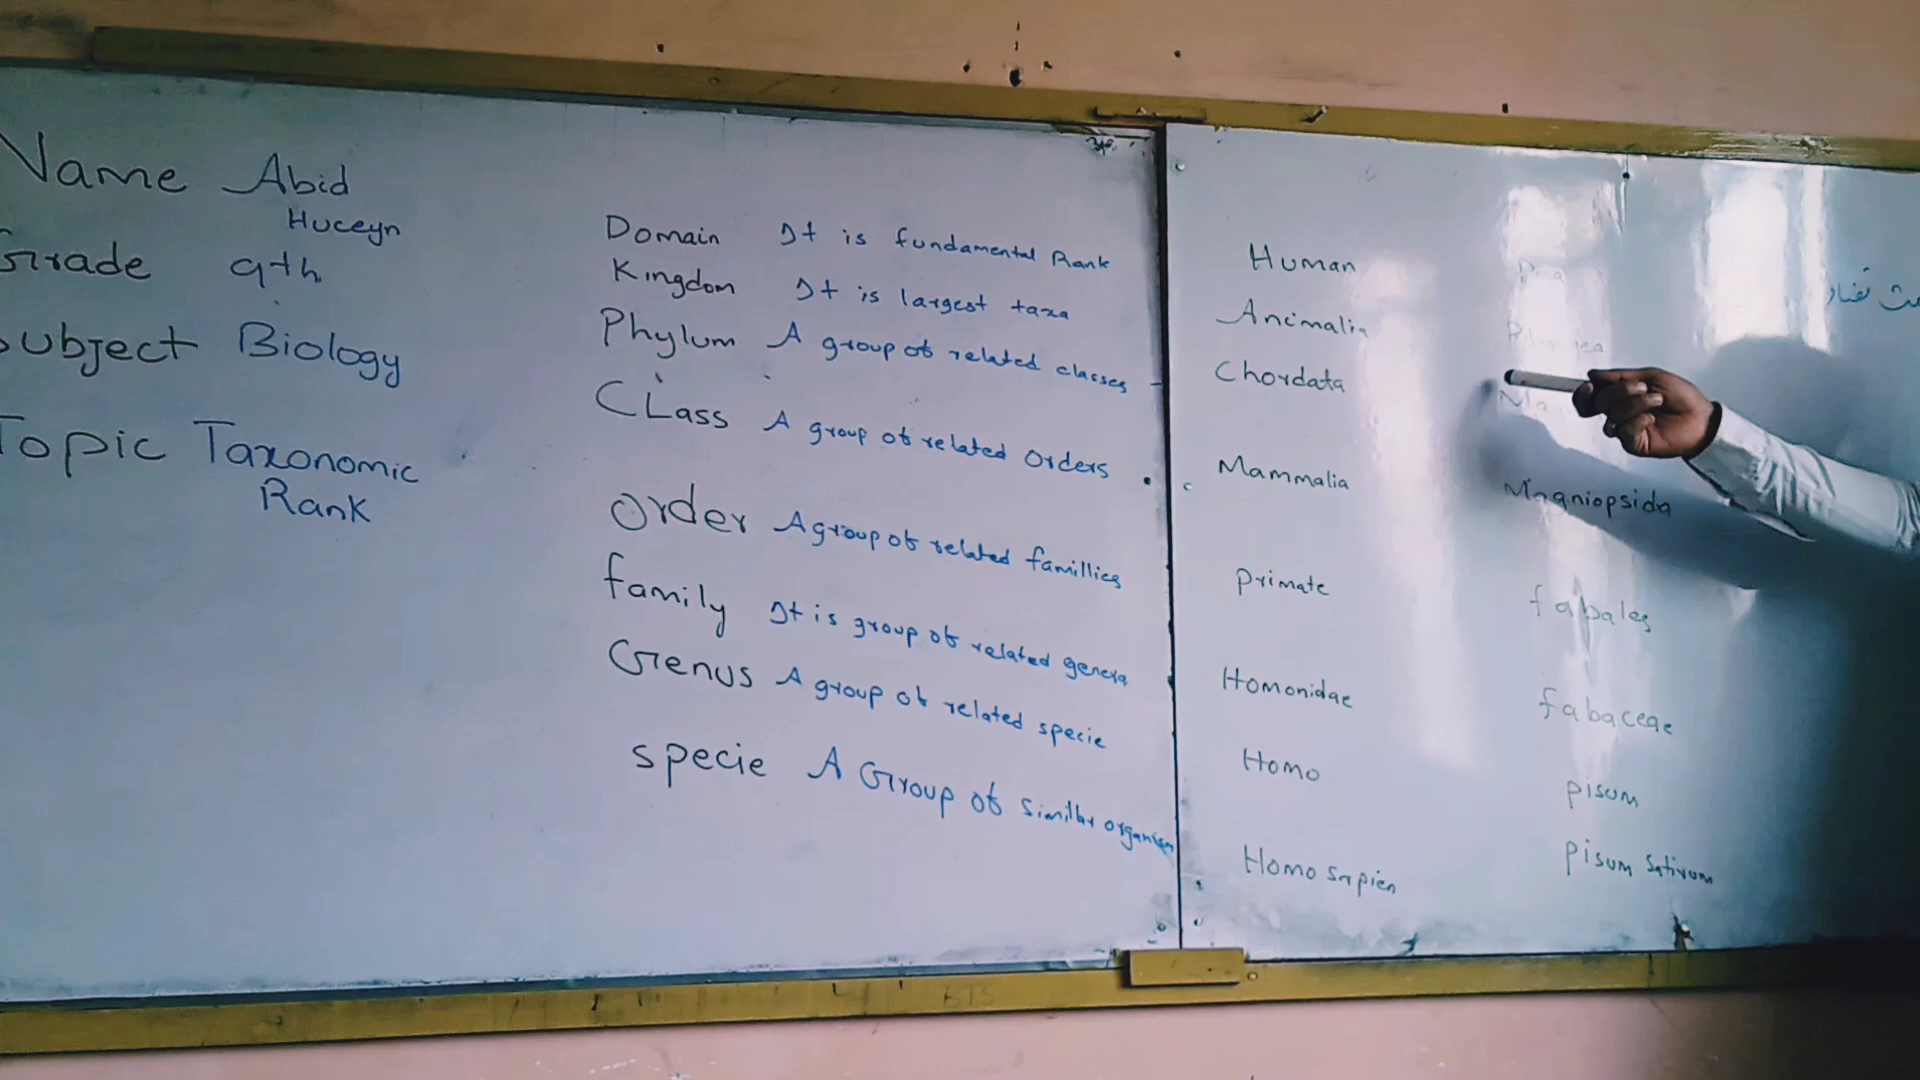 Name Abid
Huceyn
Grade 9th
Subject Biology
Topic Taxonomic
Rank
Domain It is fundamental Rank
Kingdom It is largest taxa
Phylum A group of related classes
Class A group of related Orders
Order A group of related famillies
family It is group of related genera
Genus A group of related specie
specie A Group of Similar organism
Human
Animalia
Chordata
Mammalia
Primate
Homonidae
Homo
Homo Sapien
Magniopsida
fabales
fabaceae
pisum
pisum Sativum